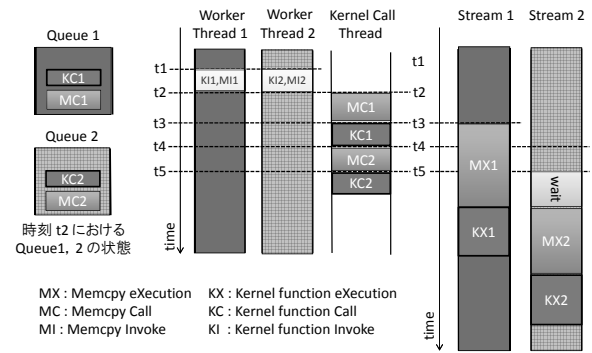 Queue 1
KC1
MC1
Queue 2
KC2
MC2
時刻 t2 における
Queue1, 2 の状態
Worker
Thread 1
Worker
Thread 2
Kernel Call
Thread
t1
t2
t3
t4
t5
KI1,MI1
KI2,MI2
MC1
KC1
MC2
KC2
time
Stream 1
Stream 2
t1
t2
t3
t4
t5
MX1
KX1
wait
MX2
KX2
time
MX : Memcpy eXecution
MC : Memcpy Call
MI : Memcpy Invoke
KX : Kernel function eXecution
KC : Kernel function Call
KI : Kernel function Invoke